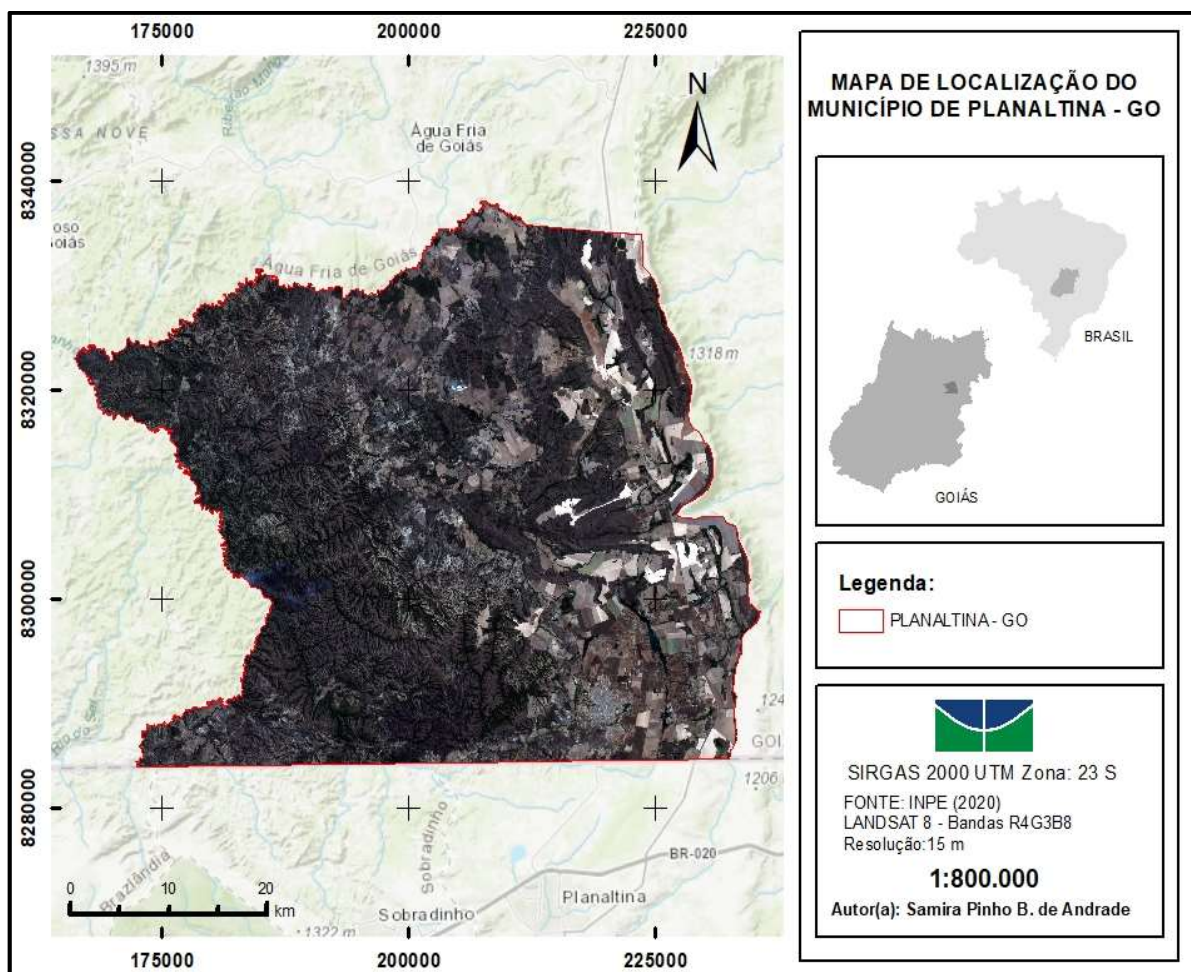 175000 200000 225000
1395 m
Ribeirão
SSA NOVE
Água Fria
de Goiás
N
8340000
oso
Goiás
Água Fria de Goiás
1318 m
8320000
8300000
124
GOI
1206 m
8280000
Sobradinho
BR-020
Brazlândia
Planaltina
Sobradinho
0 10 20
km
1322 m
175000 200000 225000
MAPA DE LOCALIZAÇÃO DO
MUNICÍPIO DE PLANALTINA - GO
BRASIL
GOIÁS
Legenda:
PLANALTINA - GO
SIRGAS 2000 UTM Zona: 23 S
FONTE: INPE (2020)
LANDSAT 8 - Bandas R4G3B8
Resolução:15 m
1:800.000
Autor(a): Samira Pinho B. de Andrade